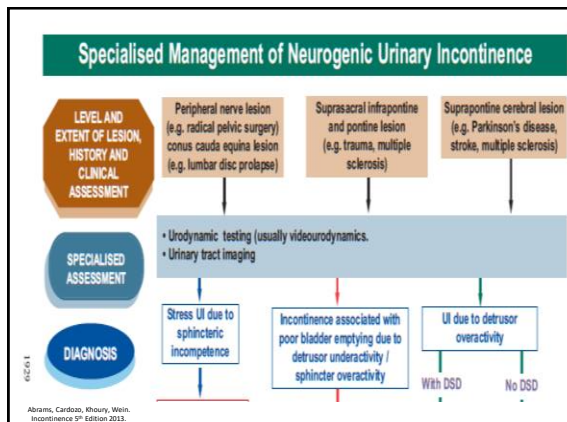 Specialised Management of Neurogenic Urinary Incontinence
LEVEL AND
EXTENT OF LESION,
HISTORY AND
CLINICAL
ASSESSMENT
Peripheral nerve lesion
(e.g. radical pelvic surgery)
conus cauda equina lesion
(e.g. lumbar disc prolapse)
Suprasacral infrapontine
and pontine lesion
(e.g. trauma, multiple
sclerosis)
Suprapontine cerebral lesion
(e.g. Parkinson's disease,
stroke, multiple sclerosis)
SPECIALISED
ASSESSMENT
• Urodynamic testing (usually videourodynamics.
• Urinary tract imaging
DIAGNOSIS
Stress UI due to
sphincteric
incompetence
Incontinence associated with
poor bladder emptying due to
detrusor underactivity /
sphincter overactivity
UI due to detrusor
overactivity
With DSD
No DSD
1929
Abrams, Cardozo, Khoury, Wein.
Incontinence 5th Edition 2013.